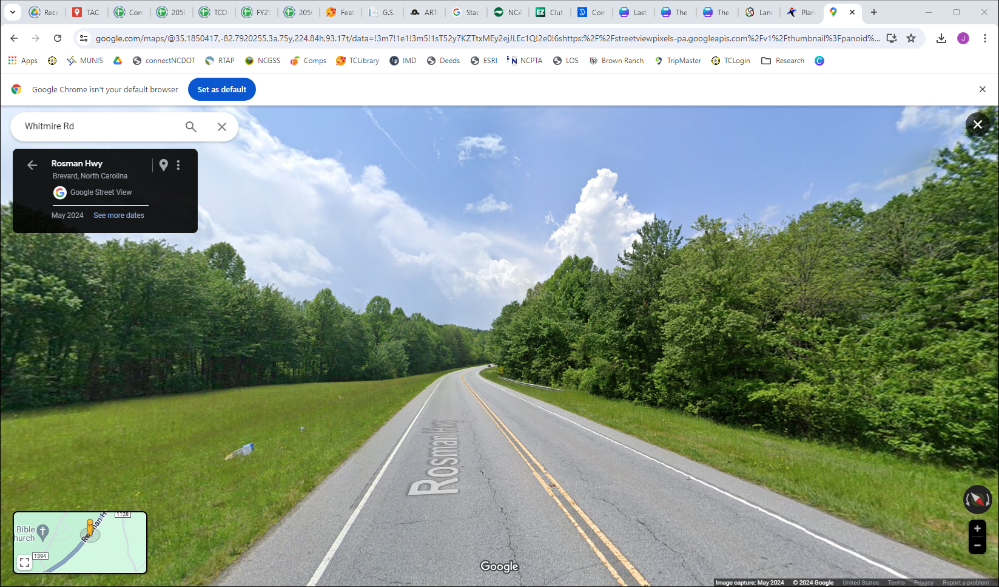 Rece
TAC
Com
205(
TCO
FY25
205(
Feat
G.S.
ART
Stac
NCA
Club
Con
Last
The
The
Land
Plan
google.com/maps/@35.1850417,-82.7920255,3a,75y,224.84h,93.17t/data=!3m7!1e1!3m5!1sT52y7KZTtxMEy2ejJLEc1Q!2e0!6shttps:%2F%2Fstreetviewpixels-pa.googleapis.com%2Fv1%2Fthumbnail%3Fpanoid%...
J
Apps
MUNIS
connectNCDOT
RTAP
NCGSS
Comps
TCLibrary
IMD
Deeds
ESRI
NCPTA
LOS
Brown Ranch
TripMaster
TCLogin
Research
Google Chrome isn't your default browser
Set as default
Whitmire Rd
Rosman Hwy
Brevard, North Carolina
Google Street View
May 2024 See more dates
Rosman Hwy
1128
Bible
hurch
Rosman H
1394
Google
Image capture: May 2024 © 2024 Google United States Terms Privacy Report a problem